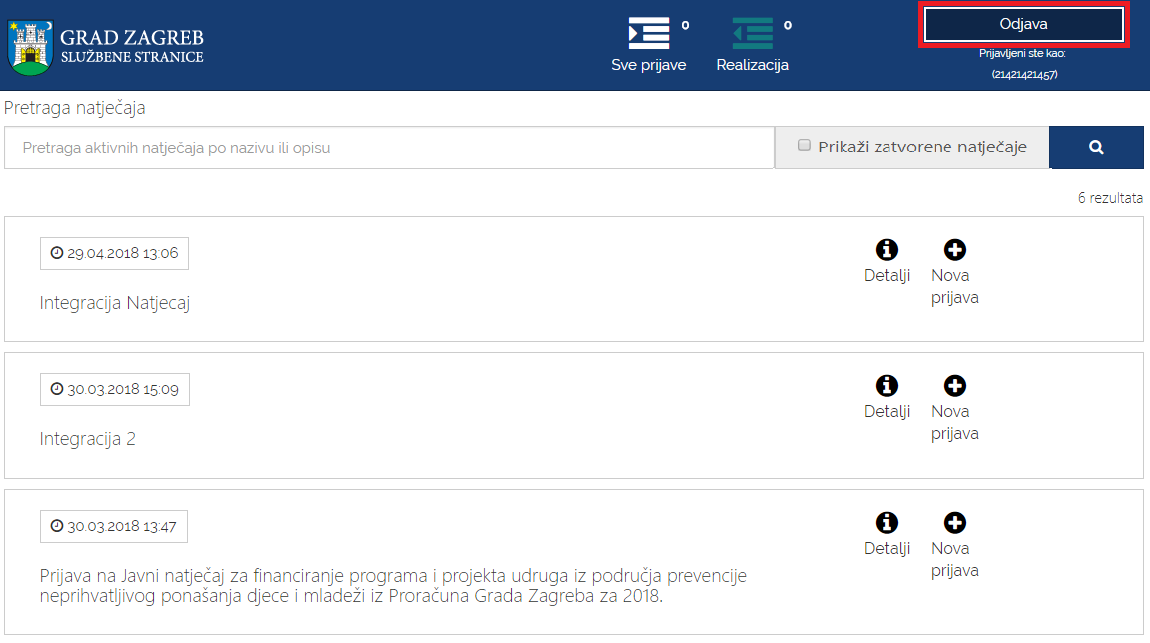 GRAD ZAGREB
SLUŽBENE STRANICE
0
Sve prijave
0
Realizacija
Odjava
Prijavljeni ste kao:
(21421421457)
Pretraga natječaja
Pretraga aktivnih natječaja po nazivu ili opisu
Prikaži zatvorene natječaje
6 rezultata
29.04.2018 13:06
Integracija Natjecaj
Detalji
Nova
prijava
30.03.2018 15:09
Integracija 2
Detalji
Nova
prijava
30.03.2018 13:47
Prijava na Javni natječaj za financiranje programa i projekta udruga iz područja prevencije
neprihvatljivog ponašanja djece i mladeži iz Proračuna Grada Zagreba za 2018.
Detalji
Nova
prijava